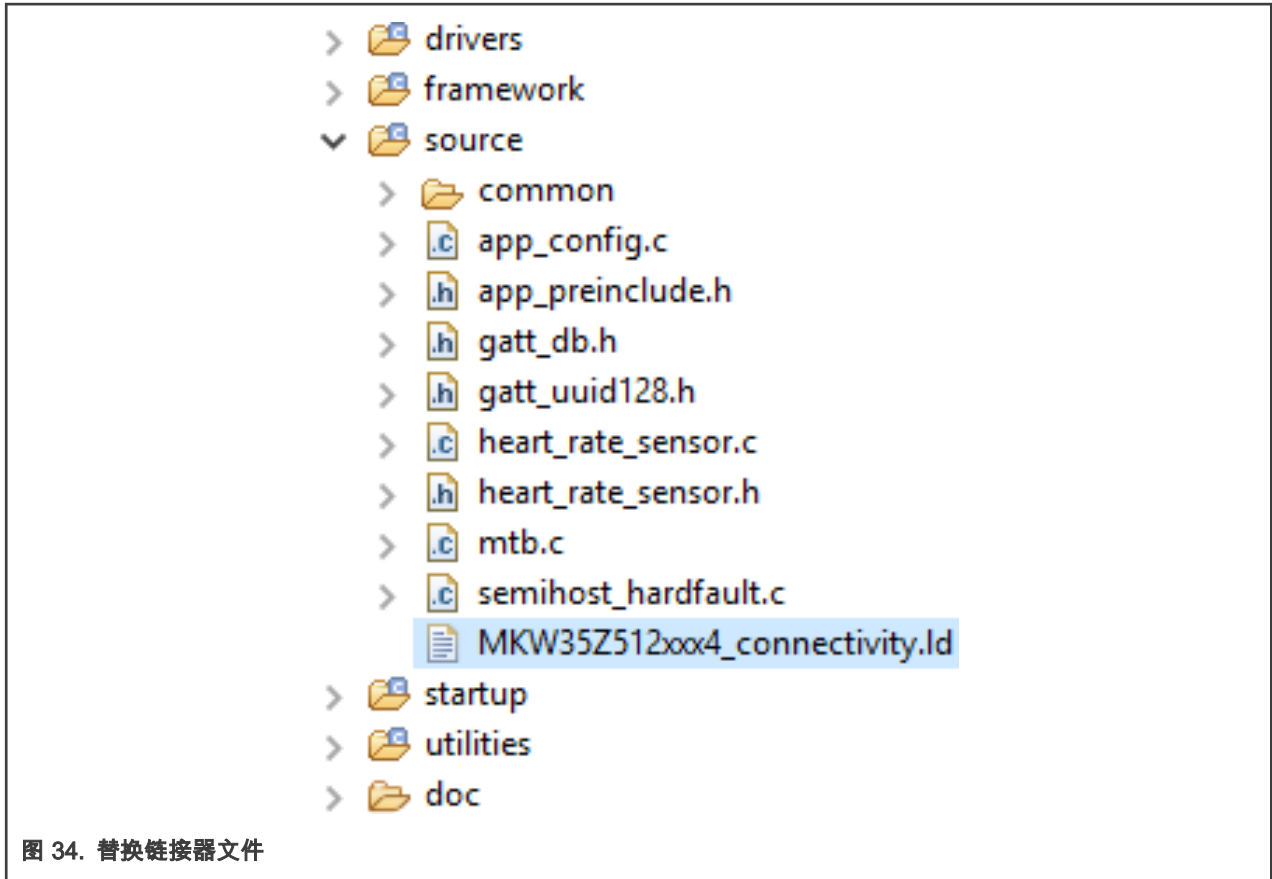 drivers
framework
source
common
.c app_config.c
.h app_preinclude.h
.h gatt_db.h
.h gatt_uuid128.h
.c heart_rate_sensor.c
.h heart_rate_sensor.h
.c mtb.c
.c semihost_hardfault.c
MKW35Z512xxx4_connectivity.ld
startup
utilities
doc
图 34. 替换链接器文件